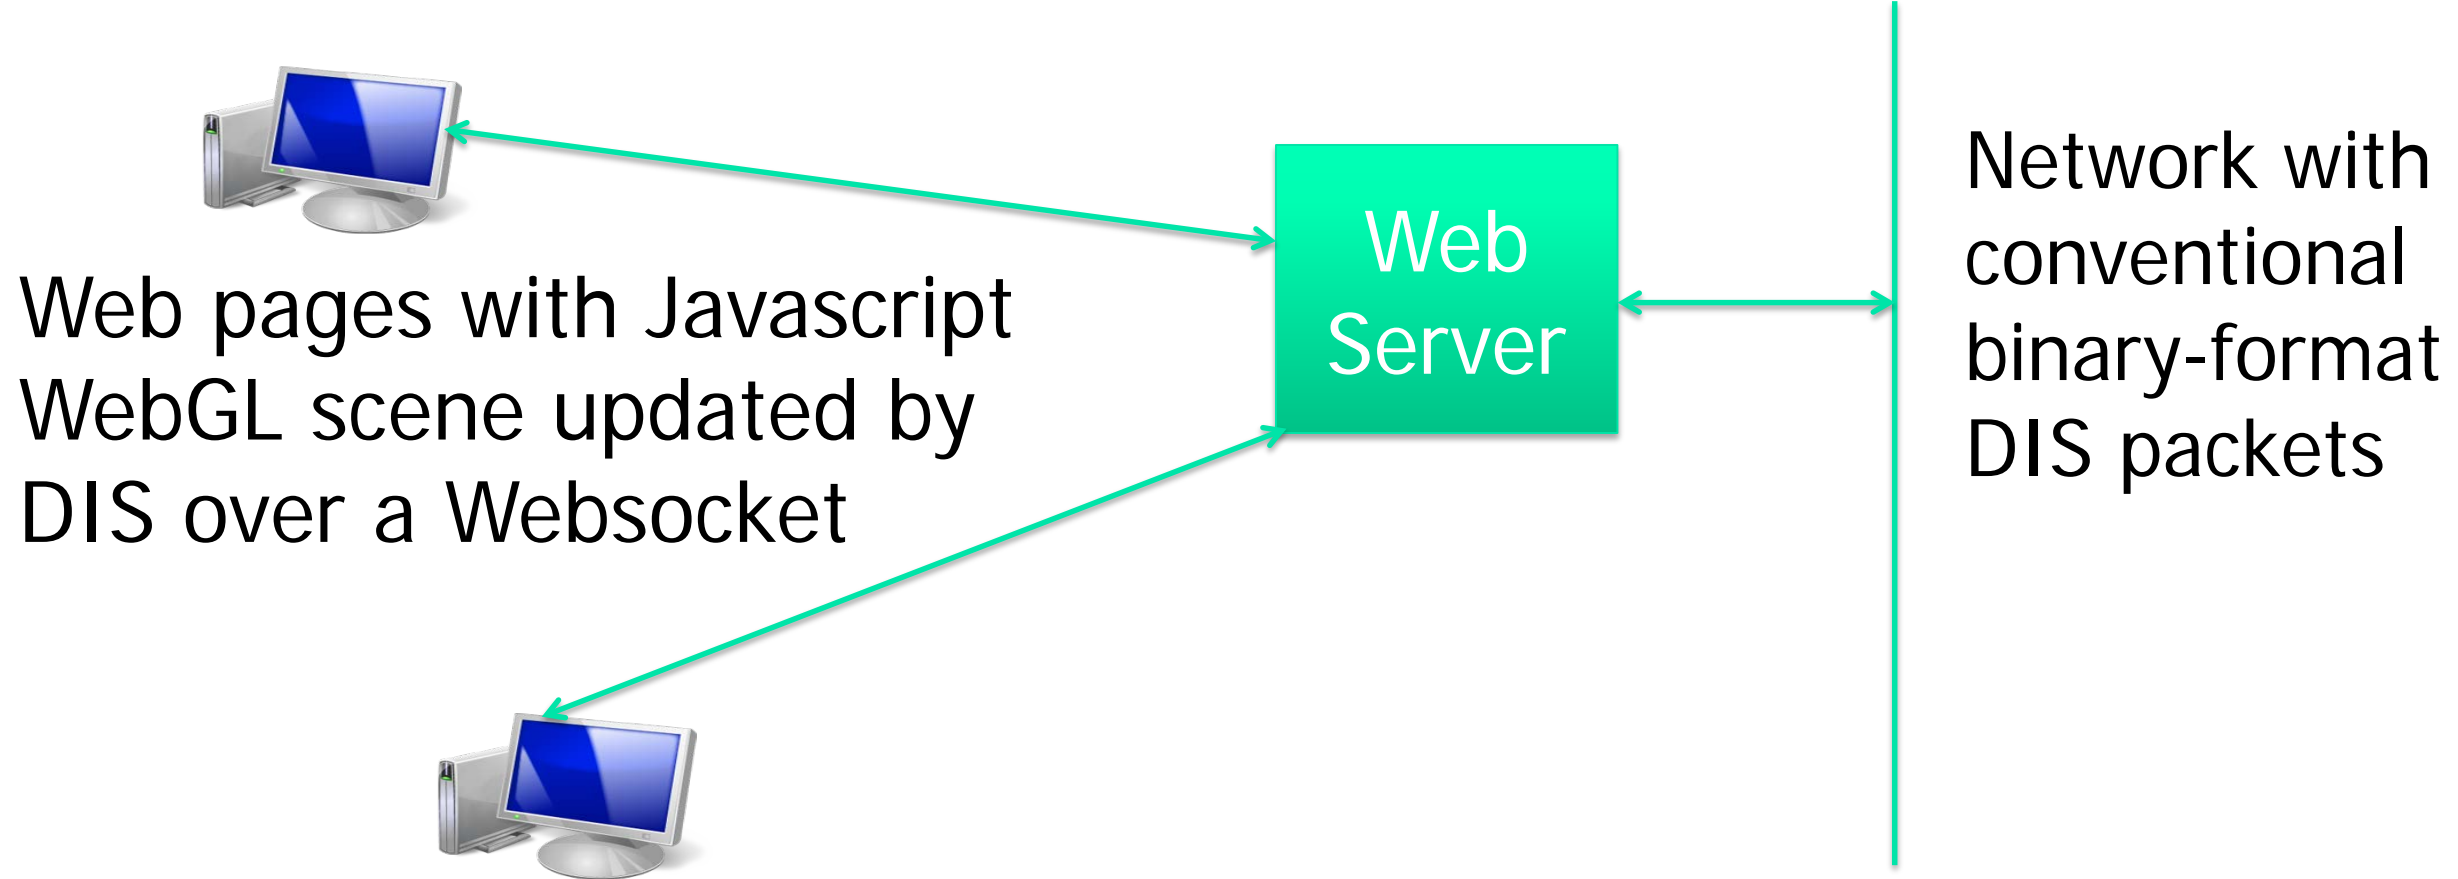 Web pages with Javascript
WebGL scene updated by
DIS over a Websocket
Web
Server
Network with
conventional
binary-format
DIS packets